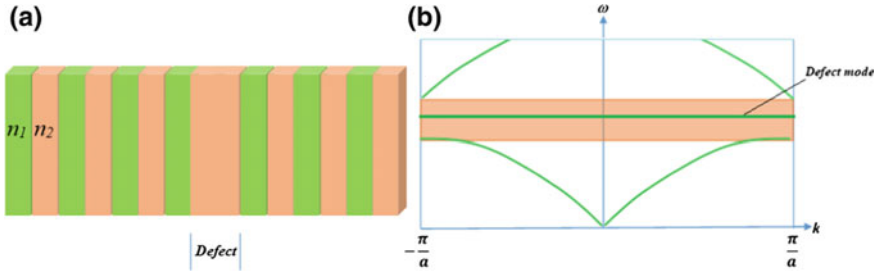 (a)
n₁ n₂
Defect
(b)
ω
Defect mode
k
-π/a
π/a